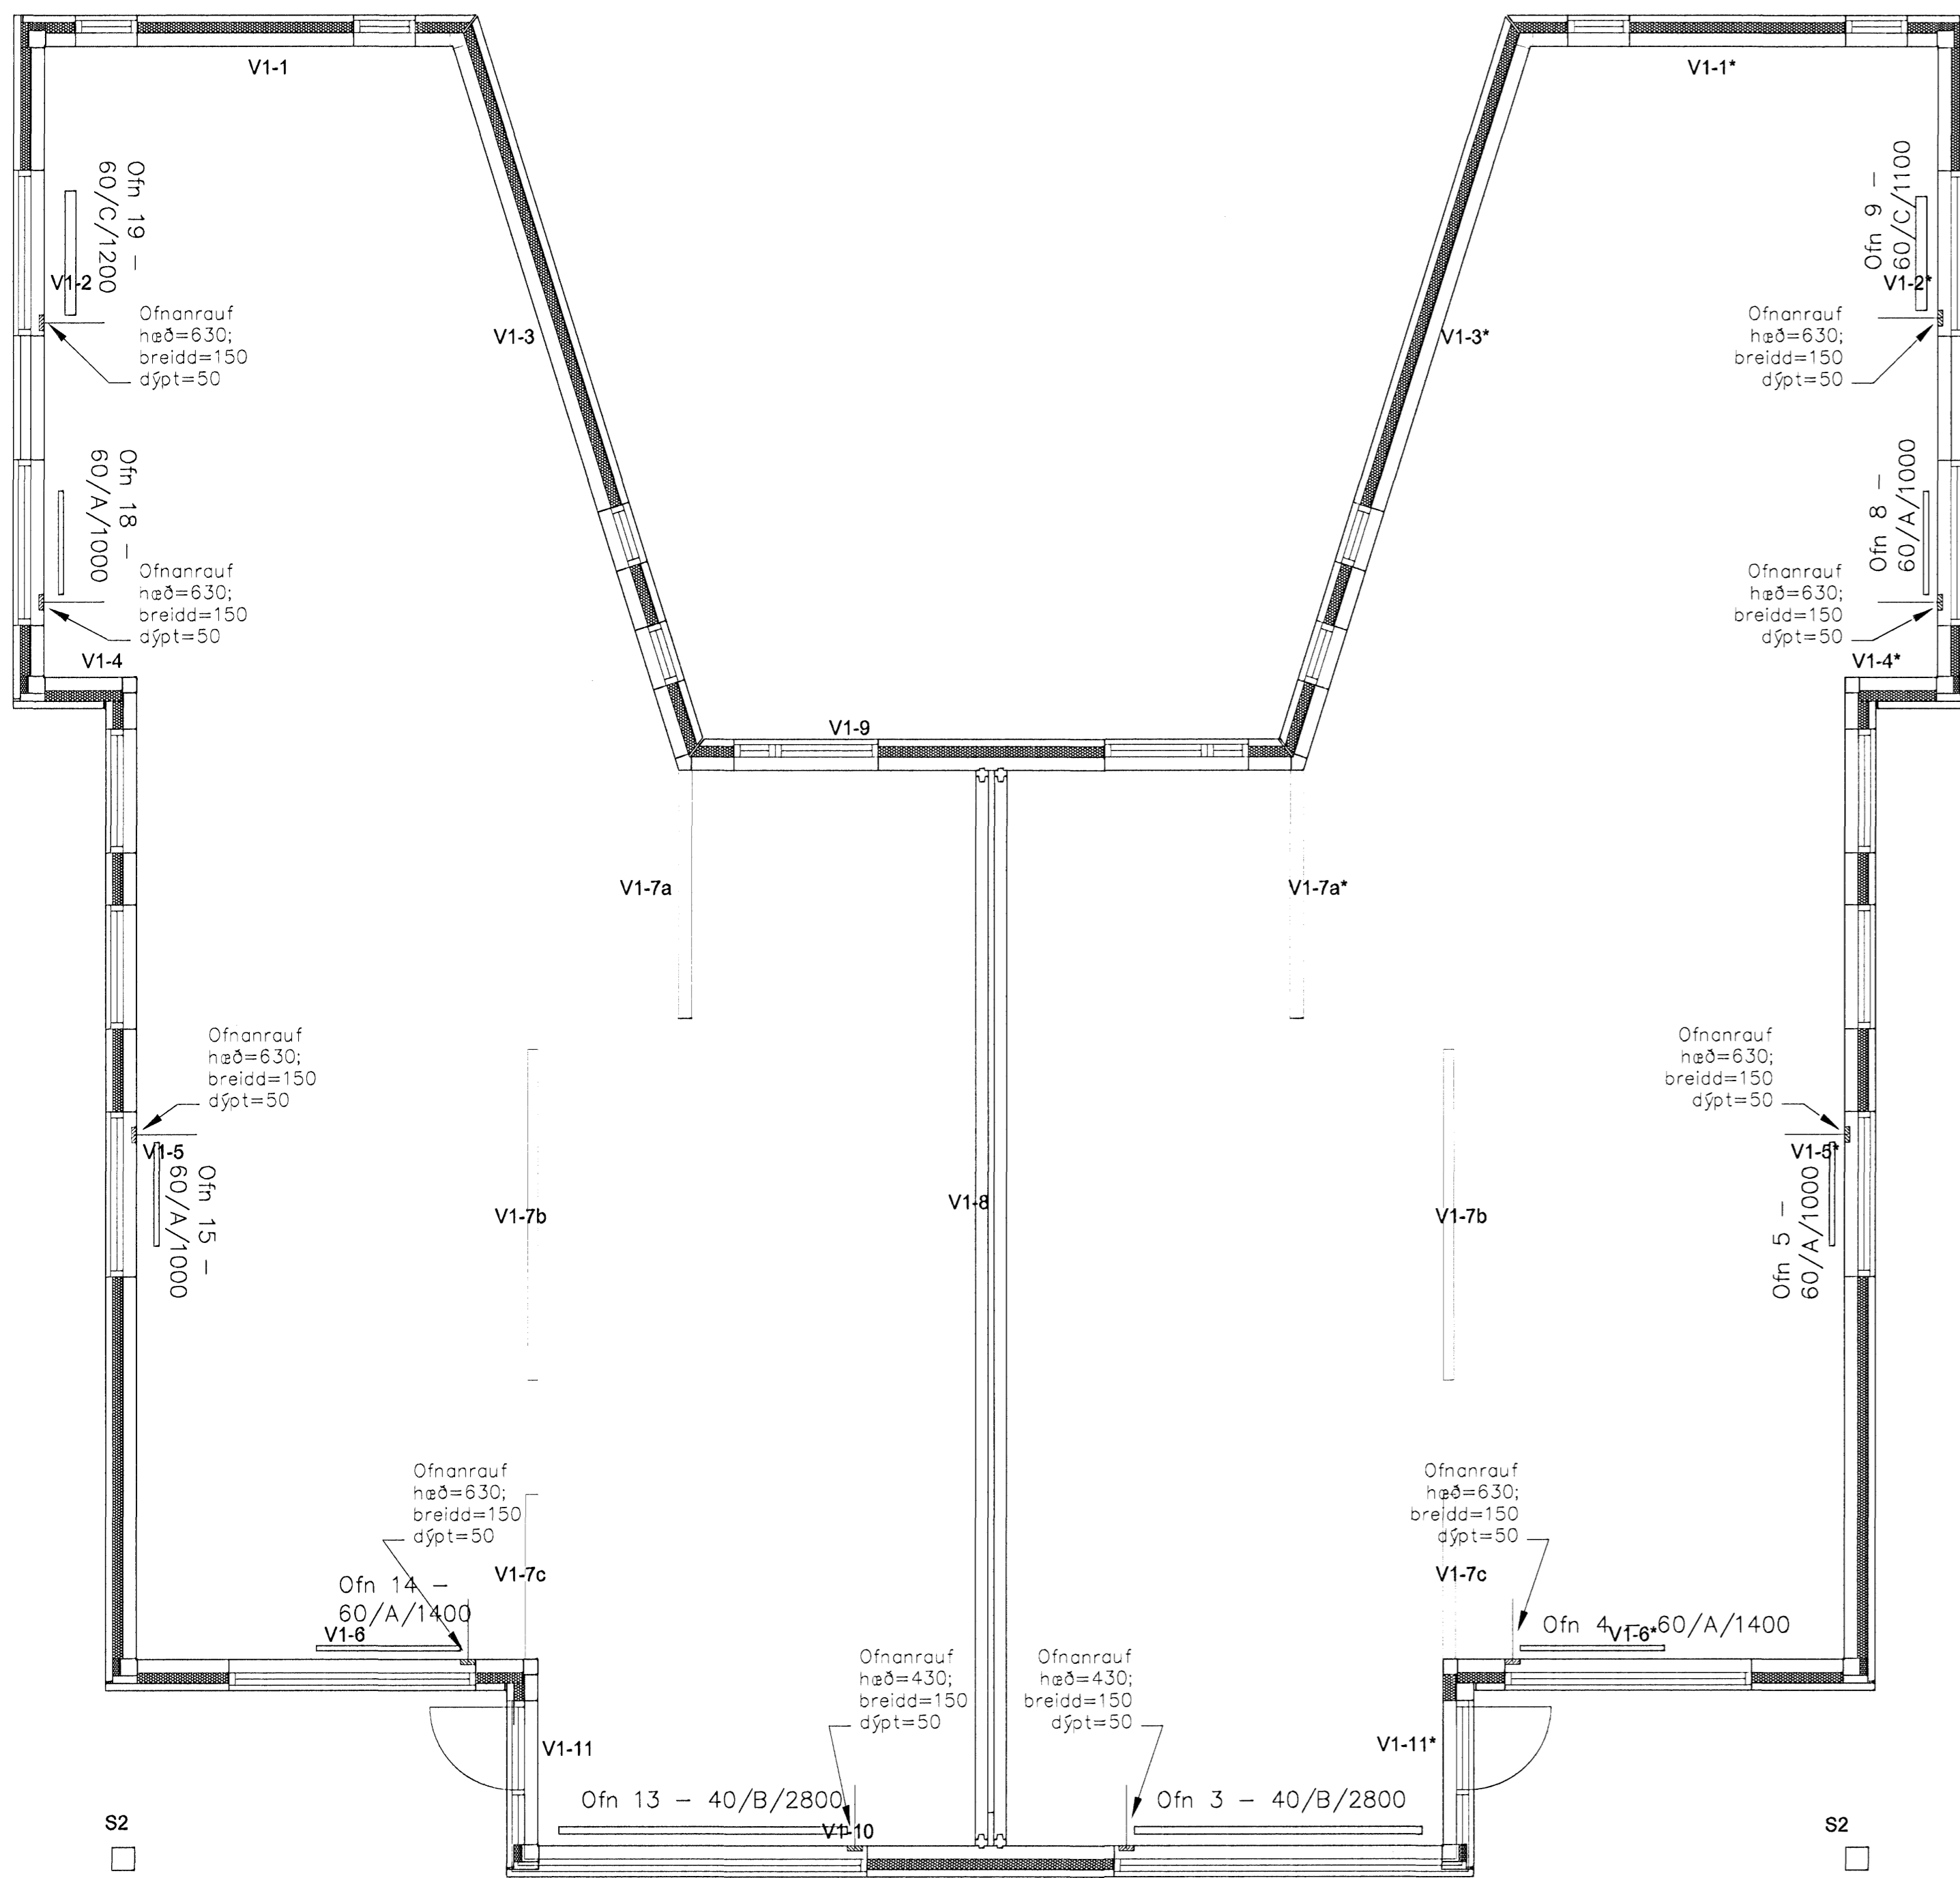 V1-1
V1-1*
Ofn 19 –
60/C/1200
V1-2
Ofnanrauf
hæð=630;
breidd=150
dýpt=50
V1-3
V1-3*
Ofn 9 –
60/C/1100
V1-2*
Ofnanrauf
hæð=630;
breidd=150
dýpt=50
Ofn 18 –
60/A/1000
Ofnanrauf
hæð=630;
breidd=150
dýpt=50
V1-4
Ofn 8 –
60/A/1000
Ofnanrauf
hæð=630;
breidd=150
dýpt=50
V1-4*
V1-9
V1-7a
V1-7a*
Ofnanrauf
hæð=630;
breidd=150
dýpt=50
V1-5
Ofn 15 –
60/A/1000
Ofnanrauf
hæð=630;
breidd=150
dýpt=50
V1-5*
Ofn 5 –
60/A/1000
V1-7b
V1-8
V1-7b
Ofnanrauf
hæð=630;
breidd=150
dýpt=50
V1-7c
Ofn 14 –
60/A/1400
V1-6
Ofnanrauf
hæð=630;
breidd=150
dýpt=50
V1-7c
Ofn 4 – 60/A/1400
V1-6*
Ofnanrauf
hæð=430;
breidd=150
dýpt=50
Ofnanrauf
hæð=430;
breidd=150
dýpt=50
V1-11
V1-11*
Ofn 13 – 40/B/2800
V1-10
Ofn 3 – 40/B/2800
S2
S2